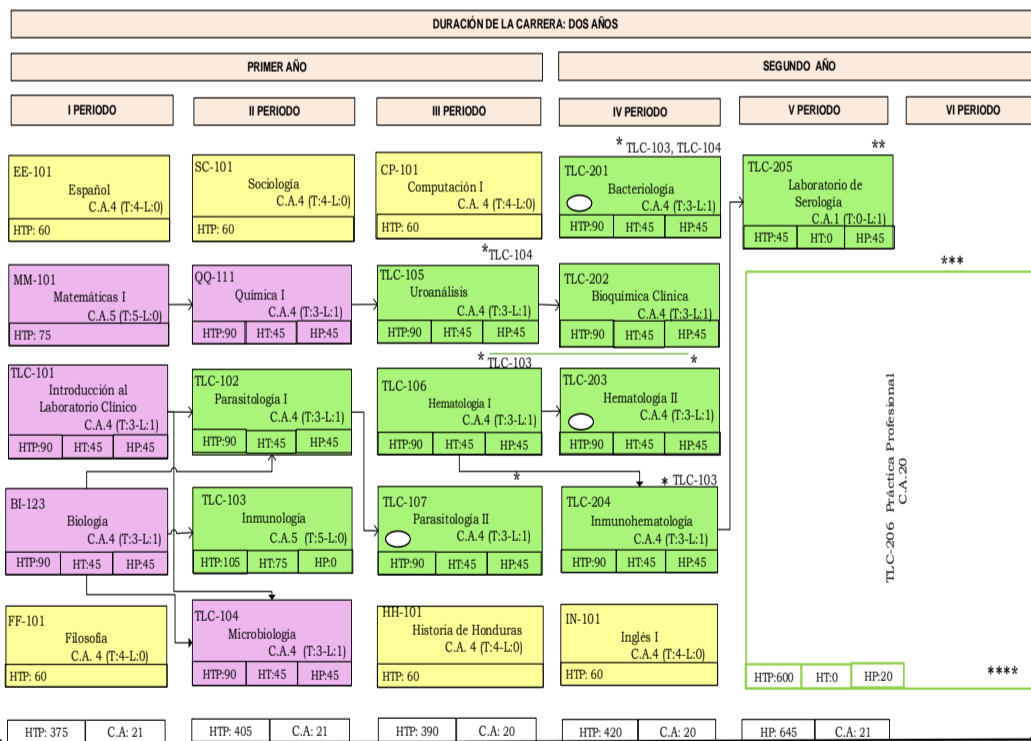 DURACIÓN DE LA CARRERA: DOS AÑOS
PRIMER AÑO
SEGUNDO AÑO
I PERIODO
II PERIODO
III PERIODO
IV PERIODO
V PERIODO
VI PERIODO
EE-101
Español
C.A.4 (T:4-L:0)
HTP: 60
SC-101
Sociología
C.A.4 (T:4-L:0)
HTP: 60
CP-101
Computación I
C.A. 4 (T:4-L:0)
HTP: 60
* TLC-103, TLC-104
TLC-201
Bacteriología
C.A.4 (T:3-L:1)
HTP:90 HT:45 HP:45
**
TLC-205
Laboratorio de
Serología
C.A.1 (T:0-L:1)
HTP:45 HT:0 HP:45
MM-101
Matemáticas I
C.A.5 (T:5-L:0)
HTP: 75
QQ-111
Química I
C.A.4 (T:3-L:1)
HTP:90 HT:45 HP:45
*TLC-104
TLC-105
Uroanálisis
C.A.4 (T:3-L:1)
HTP:90 HT:45 HP:45
TLC-202
Bioquímica Clínica
C.A.4 (T:3-L:1)
HTP:90 HT:45 HP:45
***
TLC-101
Introducción al
Laboratorio Clínico
C.A.4 (T:3-L:1)
HTP:90 HT:45 HP:45
TLC-102
Parasitología I
C.A.4 (T:3-L:1)
HTP:90 HT:45 HP:45
* TLC-103
TLC-106
Hematología I
C.A.4 (T:3-L:1)
HTP:90 HT:45 HP:45
*
TLC-203
Hematología II
C.A.4 (T:3-L:1)
HTP:90 HT:45 HP:45
BI-123
Biología
C.A.4 (T:3-L:1)
HTP:90 HT:45 HP:45
TLC-103
Inmunología
C.A.5 (T:5-L:0)
HTP:105 HT:75 HP:0
*
TLC-107
Parasitología II
C.A.4 (T:3-L:1)
HTP:90 HT:45 HP:45
* TLC-103
TLC-204
Inmunohematología
C.A.4 (T:3-L:1)
HTP:90 HT:45 HP:45
TLC-206 Práctica Profesional
C.A.20
FF-101
Filosofía
C.A. 4 (T:4-L:0)
HTP: 60
TLC-104
Microbiología
C.A.4 (T:3-L:1)
HTP:90 HT:45 HP:45
HH-101
Historia de Honduras
C.A. 4 (T:4-L:0)
HTP: 60
IN-101
Inglés I
C.A.4 (T:4-L:0)
HTP: 60
HTP:600 HT:0 HP:20
****
HTP: 375 C.A: 21
HTP: 405 C.A: 21
HTP: 390 C.A: 20
HTP: 420 C.A: 20
HP: 645 C.A: 21